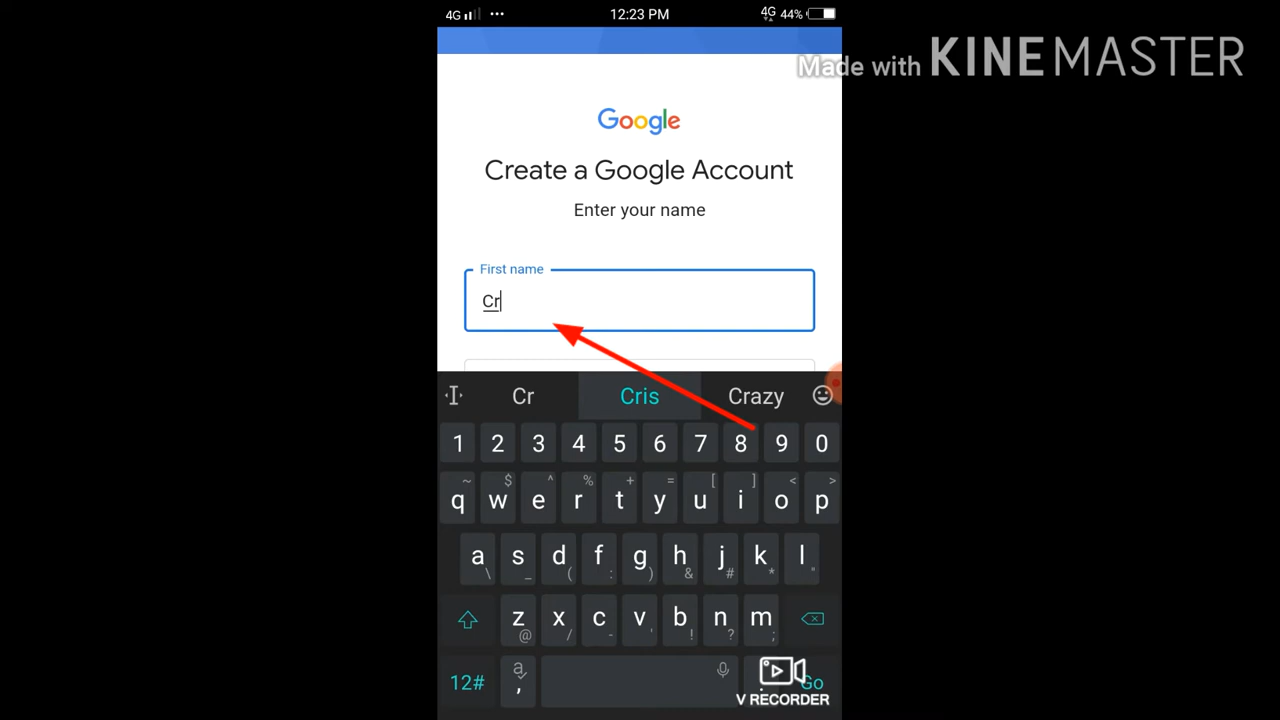 4G ... 12:23 PM 4G 44%
Made with KINEMASTER
Google
Create a Google Account
Enter your name
First name
Cr
Cr Cris Crazy
1 2 3 4 5 6 7 8 9 0
~ $ ^ % + = [ ] < >
q w e r t y u i o p
a s d f g h j k l
\ _ ( : ) & # * "
z x c v b n m
@ / - ' ! ? ;
12# a , . Go
V RECORDER